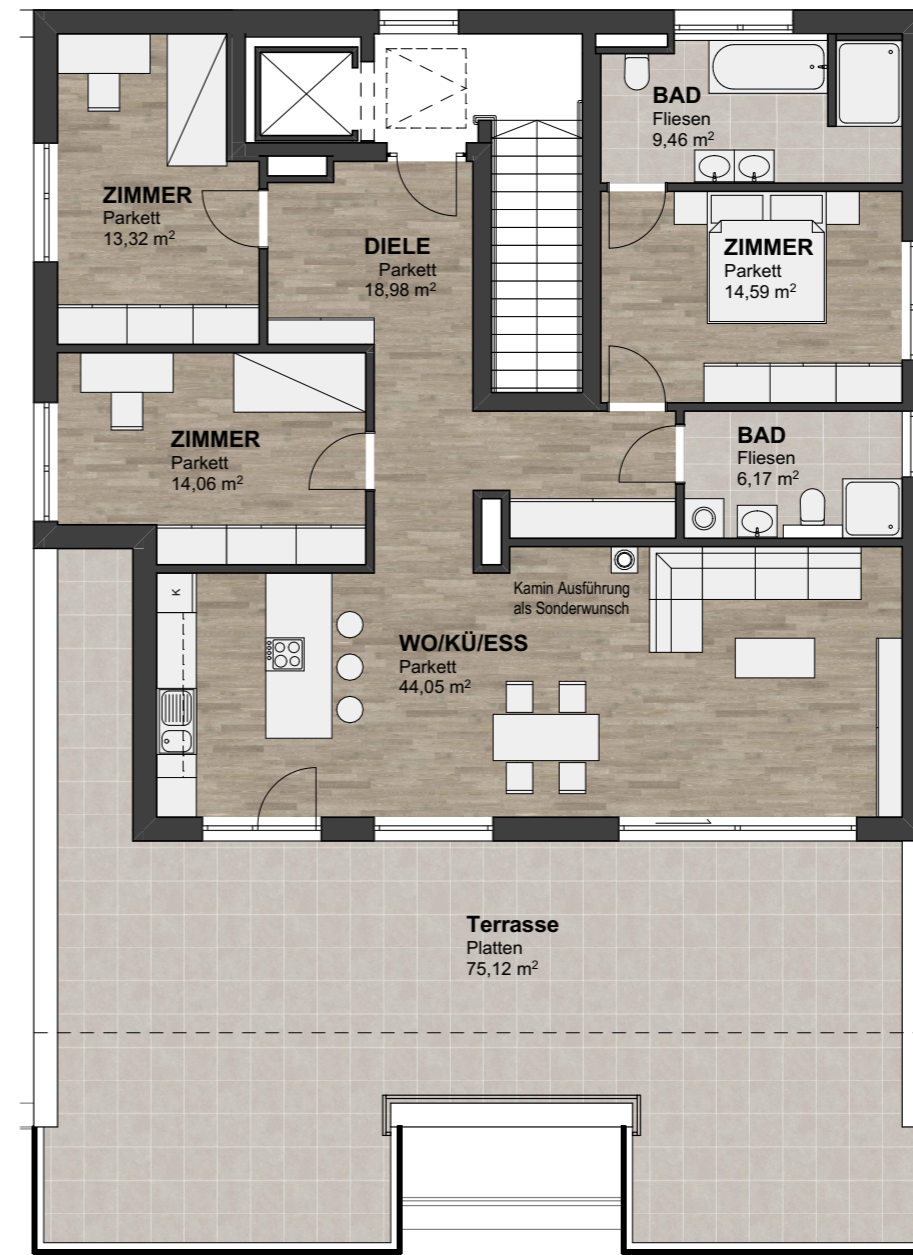 BAD
Fliesen
9,46 m²
ZIMMER
Parkett
13,32 m²
DIELE
Parkett
18,98 m²
ZIMMER
Parkett
14,59 m²
ZIMMER
Parkett
14,06 m²
BAD
Fliesen
6,17 m²
K
Kamin Ausführung
als Sonderwunsch
WO/KÜ/ESS
Parkett
44,05 m²
Terrasse
Platten
75,12 m²